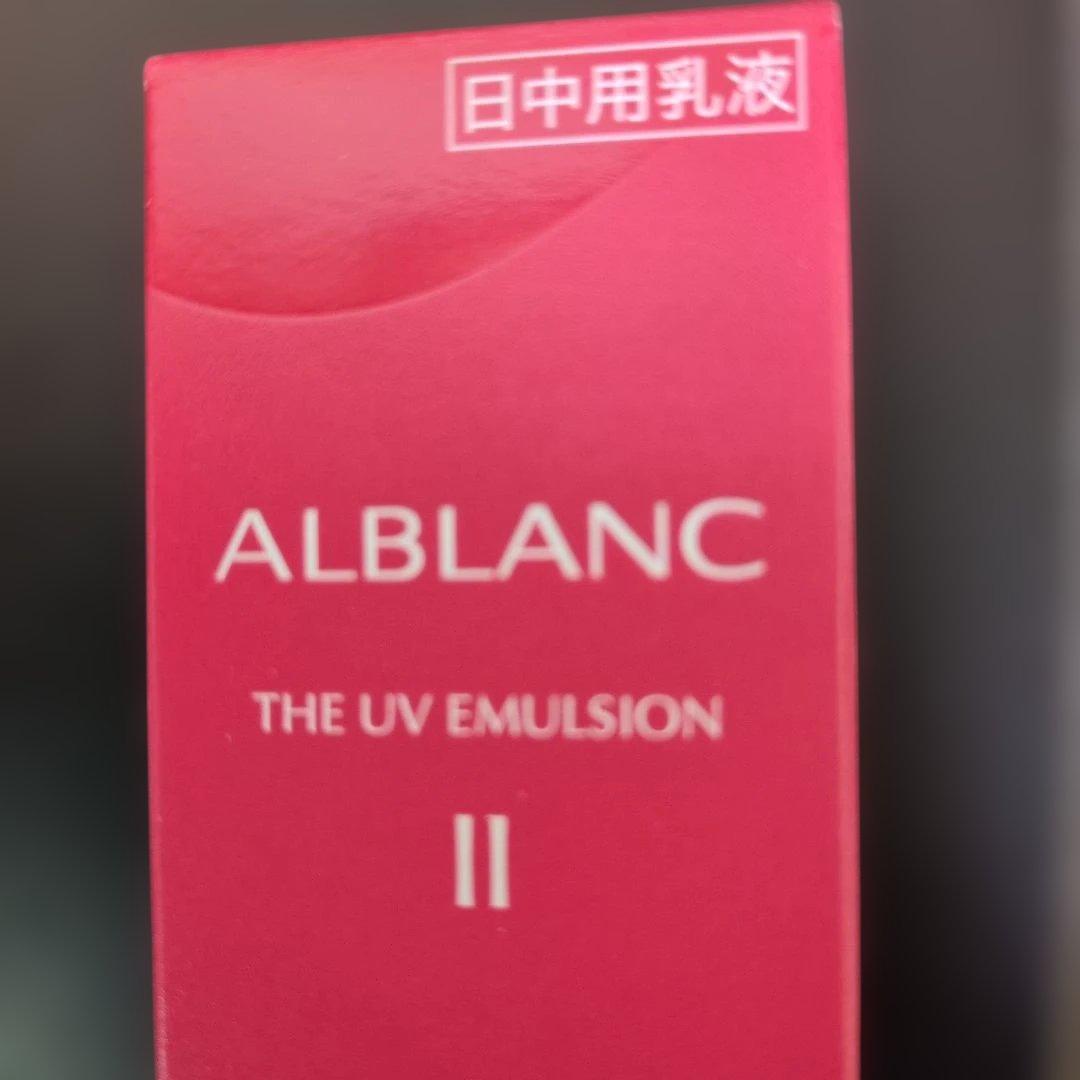 日中用乳液
ALBLANC
THE UV EMULSION
II